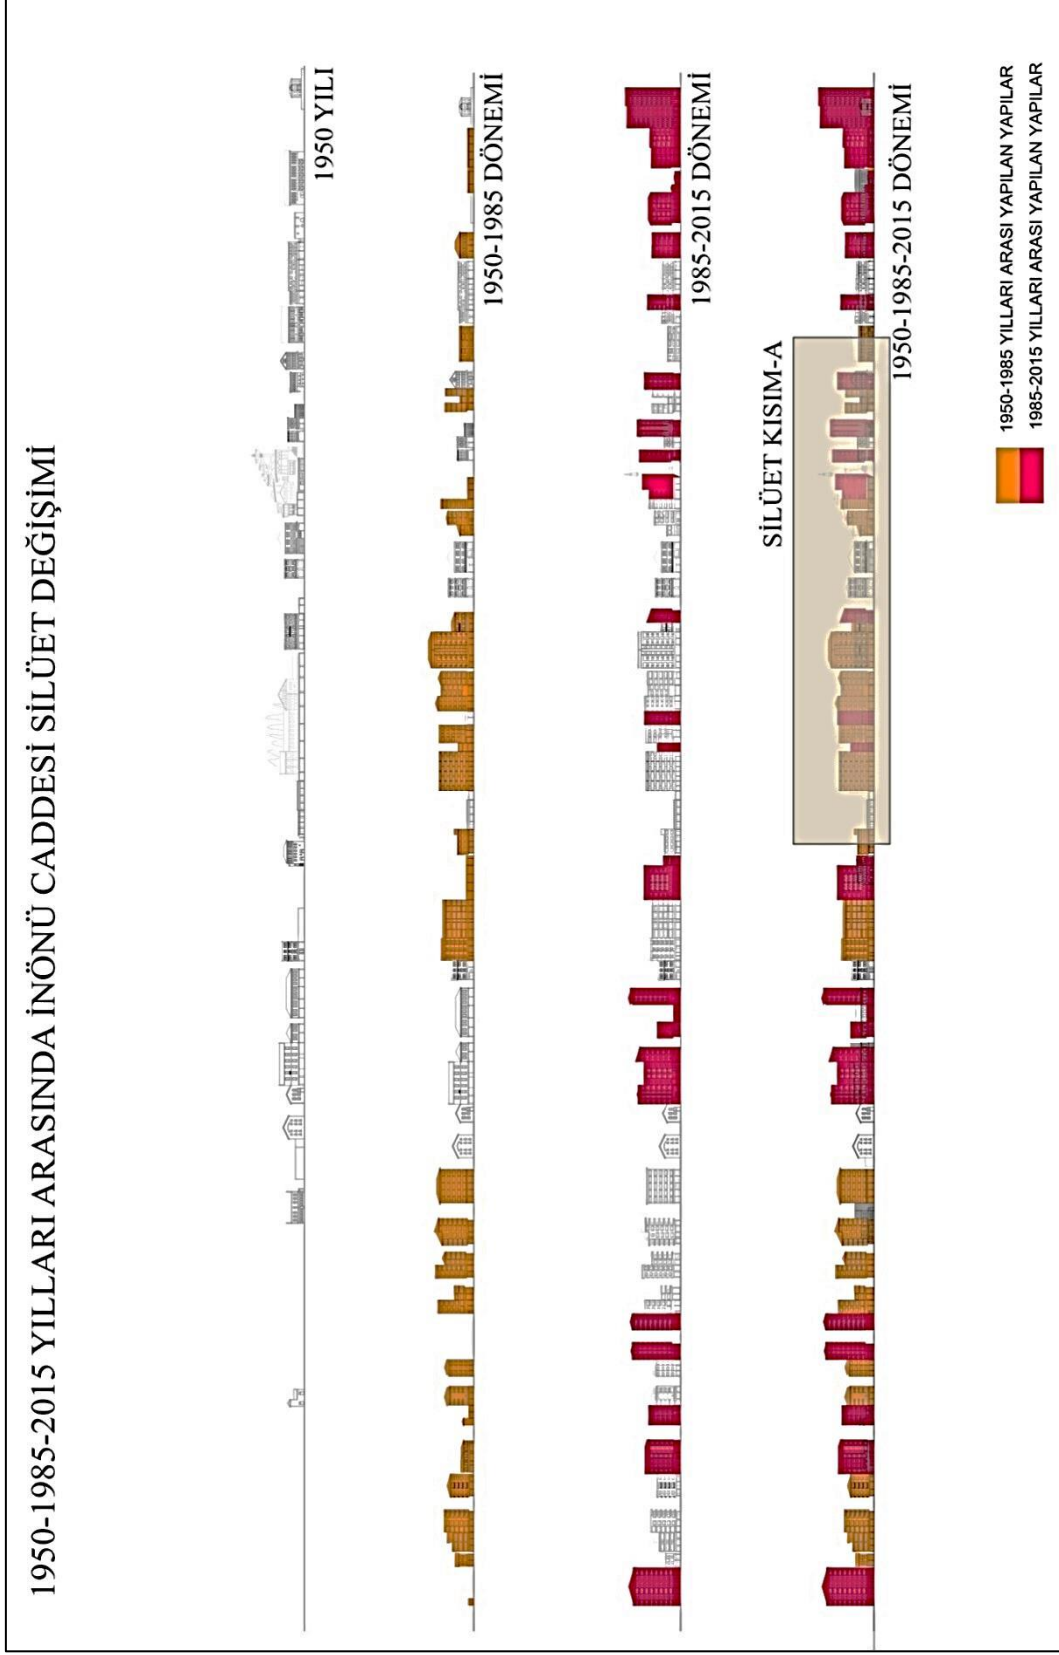 1950-1985-2015 YILLARI ARASINDA İNÖNÜ CADDESİ SİLÜET DEĞİŞİMİ
1950 YILI
1950-1985 DÖNEMİ
1985-2015 DÖNEMİ
SİLÜET KISIM-A
1950-1985-2015 DÖNEMİ
1950-1985 YILLARI ARASI YAPILAN YAPILAR
1985-2015 YILLARI ARASI YAPILAN YAPILAR